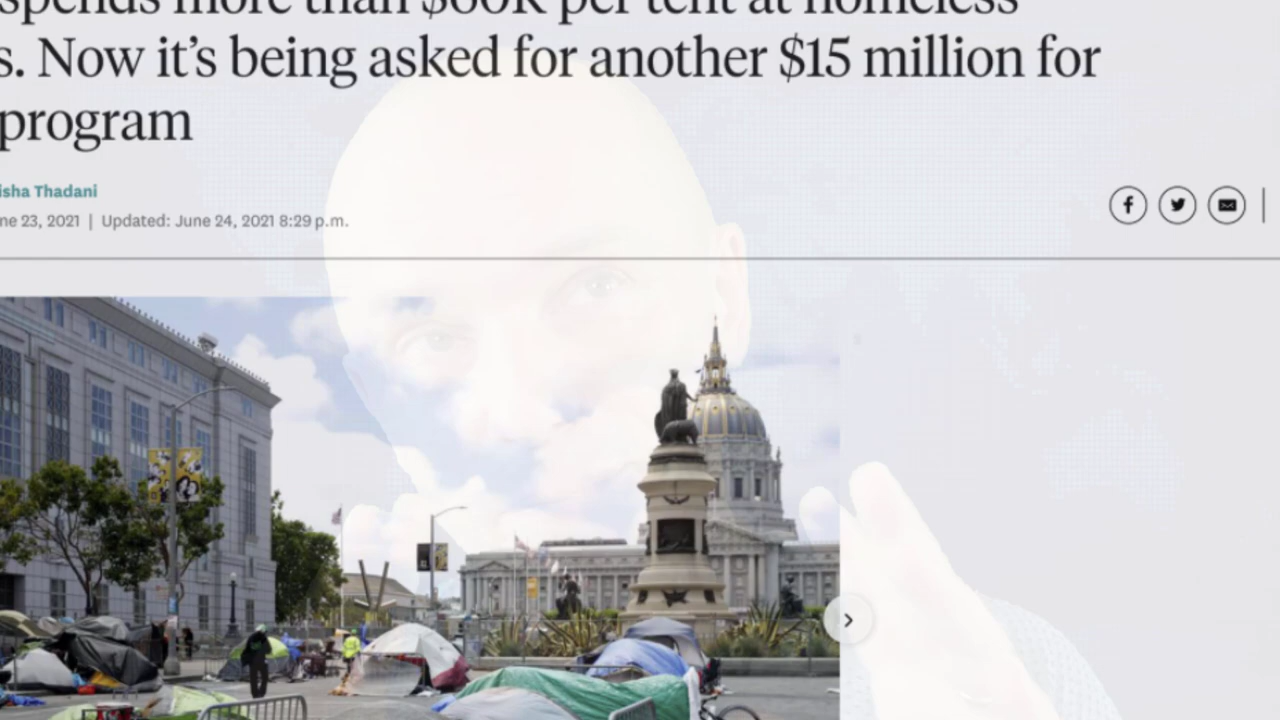 spends more than $60K per tent at homeless
s. Now it’s being asked for another $15 million for
program
isha Thadani
ne 23, 2021 | Updated: June 24, 2021 8:29 p.m.